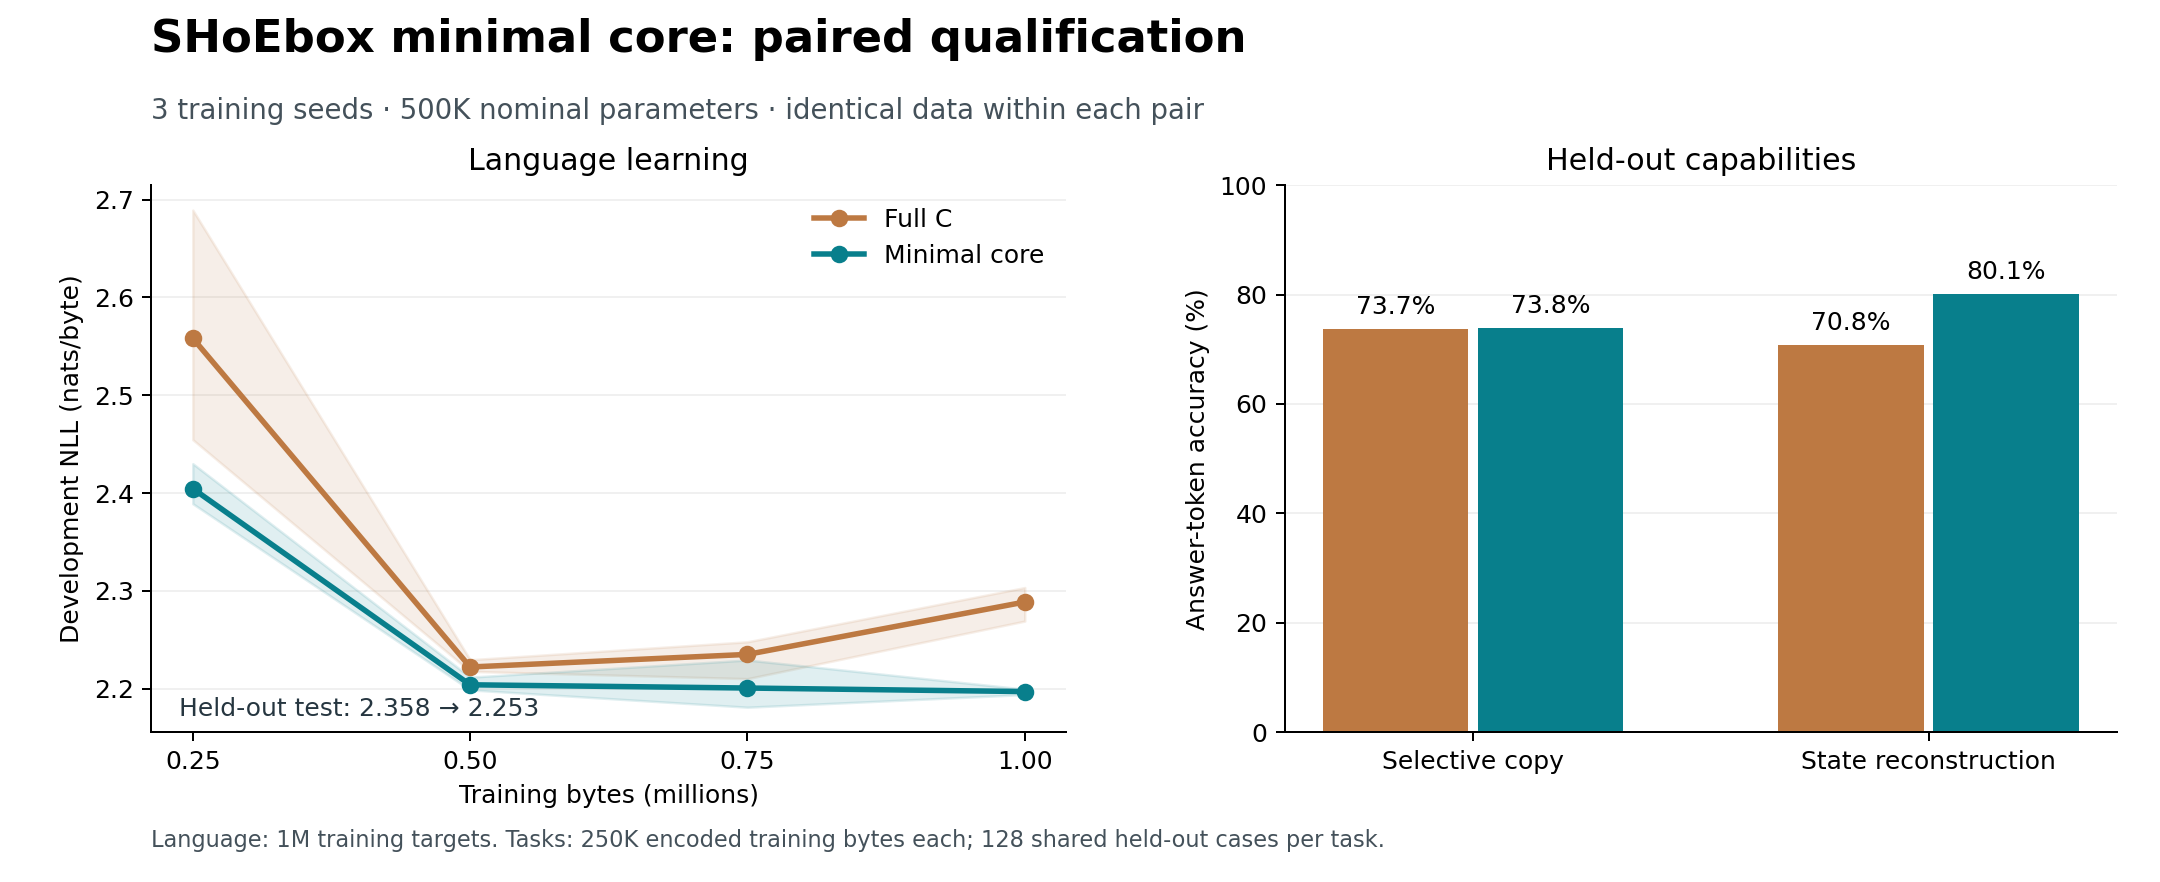 SHoEbox minimal core: paired qualification
3 training seeds · 500K nominal parameters · identical data within each pair
Language learning
2.7
2.6
2.5
2.4
2.3
2.2
Development NLL (nats/byte)
Full C
Minimal core
Held-out test: 2.358 → 2.253
0.25 0.50 0.75 1.00
Training bytes (millions)
Held-out capabilities
100
80
60
40
20
0
Answer-token accuracy (%)
73.7% 73.8% 70.8% 80.1%
Selective copy State reconstruction
Language: 1M training targets. Tasks: 250K encoded training bytes each; 128 shared held-out cases per task.